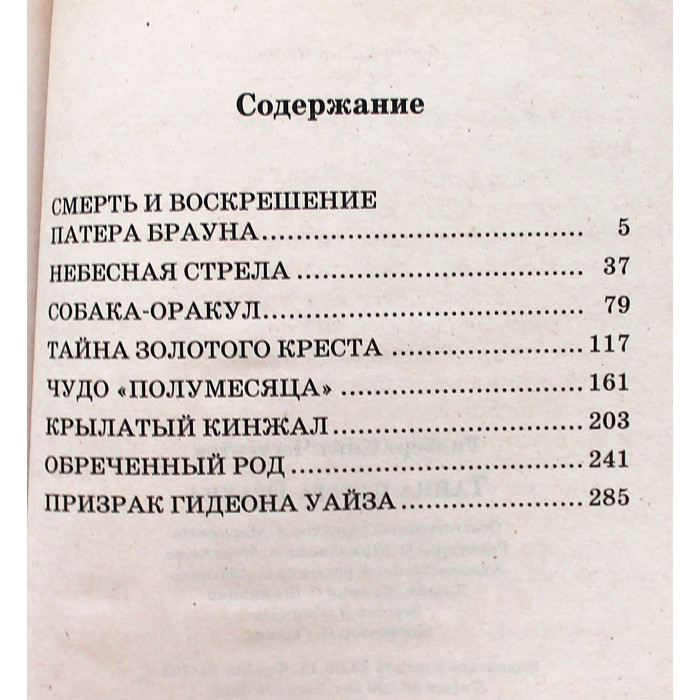 Содержание
СМЕРТЬ И ВОСКРЕШЕНИЕ
ПАТЕРА БРАУНА................................ 5
НЕБЕСНАЯ СТРЕЛА............................. 37
СОБАКА-ОРАКУЛ................................ 79
ТАЙНА ЗОЛОТОГО КРЕСТА ................... 117
ЧУДО «ПОЛУМЕСЯЦА» ........................ 161
КРЫЛАТЫЙ КИНЖАЛ......................... 203
ОБРЕЧЕННЫЙ РОД ............................. 241
ПРИЗРАК ГИДЕОНА УАЙЗА.................. 285